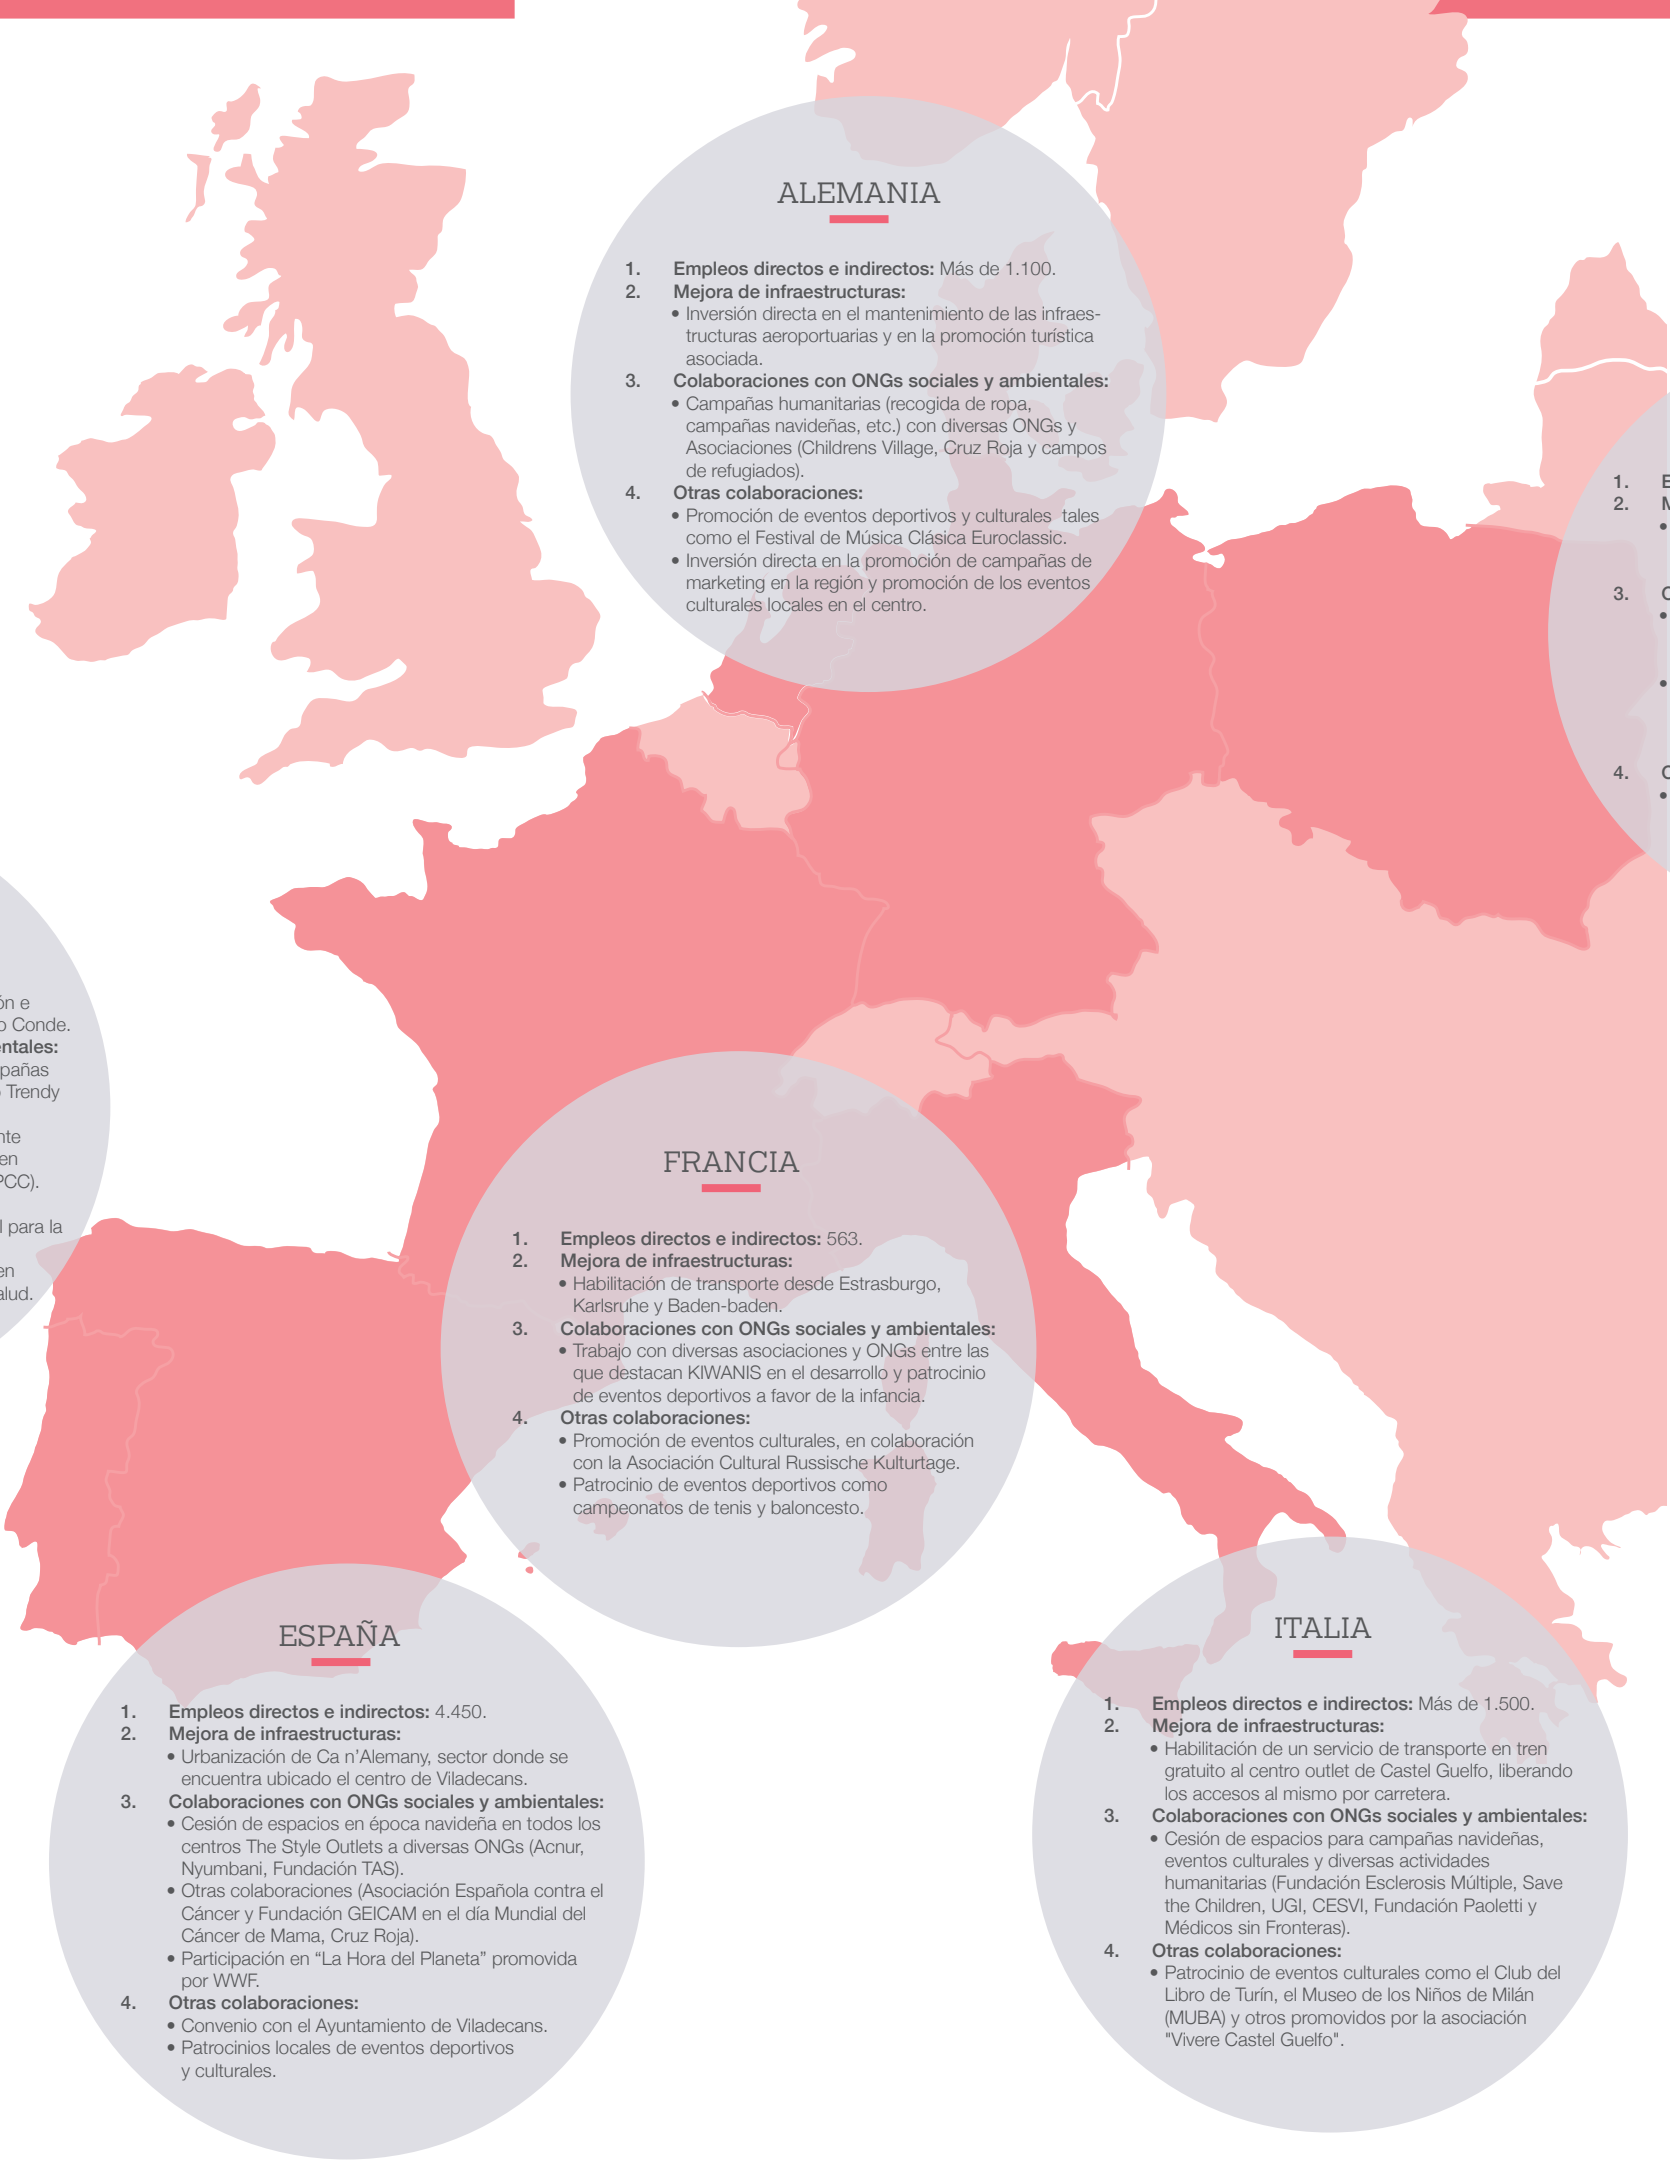 ALEMANIA
1. Empleos directos e indirectos: Más de 1.100.
2. Mejora de infraestructuras:
• Inversión directa en el mantenimiento de las infraes-
tructuras aeroportuarias y en la promoción turística
asociada.
3. Colaboraciones con ONGs sociales y ambientales:
• Campañas humanitarias (recogida de ropa,
campañas navideñas, etc.) con diversas ONGs y
Asociaciones (Childrens Village, Cruz Roja y campos
de refugiados).
4. Otras colaboraciones:
• Promoción de eventos deportivos y culturales tales
como el Festival de Música Clásica Euroclassic.
• Inversión directa en la promoción de campañas de
marketing en la región y promoción de los eventos
culturales locales en el centro.
1.
2.
•
3.
•
•
4.
•
e
Conde.
Trendy
para la
FRANCIA
1. Empleos directos e indirectos: 563.
2. Mejora de infraestructuras:
• Habilitación de transporte desde Estrasburgo,
Karlsruhe y Baden-baden.
3. Colaboraciones con ONGs sociales y ambientales:
• Trabajo con diversas asociaciones y ONGs entre las
que destacan KIWANIS en el desarrollo y patrocinio
de eventos deportivos a favor de la infancia.
4. Otras colaboraciones:
• Promoción de eventos culturales, en colaboración
con la Asociación Cultural Russische Kulturtage.
• Patrocinio de eventos deportivos como
campeonatos de tenis y baloncesto.
ESPAÑA
1. Empleos directos e indirectos: 4.450.
2. Mejora de infraestructuras:
• Urbanización de Ca n’Alemany, sector donde se
encuentra ubicado el centro de Viladecans.
3. Colaboraciones con ONGs sociales y ambientales:
• Cesión de espacios en época navideña en todos los
centros The Style Outlets a diversas ONGs (Acnur,
Nyumbani, Fundación TAS).
• Otras colaboraciones (Asociación Española contra el
Cáncer y Fundación GEICAM en el día Mundial del
Cáncer de Mama, Cruz Roja).
• Participación en “La Hora del Planeta” promovida
por WWF.
4. Otras colaboraciones:
• Convenio con el Ayuntamiento de Viladecans.
• Patrocinios locales de eventos deportivos
y culturales.
ITALIA
1. Empleos directos e indirectos: Más de 1.500.
2. Mejora de infraestructuras:
• Habilitación de un servicio de transporte en tren
gratuito al centro outlet de Castel Guelfo, liberando
los accesos al mismo por carretera.
3. Colaboraciones con ONGs sociales y ambientales:
• Cesión de espacios para campañas navideñas,
eventos culturales y diversas actividades
humanitarias (Fundación Esclerosis Múltiple, Save
the Children, UGI, CESVI, Fundación Paoletti y
Médicos sin Fronteras).
4. Otras colaboraciones:
• Patrocinio de eventos culturales como el Club del
Libro de Turín, el Museo de los Niños de Milán
(MUBA) y otros promovidos por la asociación
"Vivere Castel Guelfo".